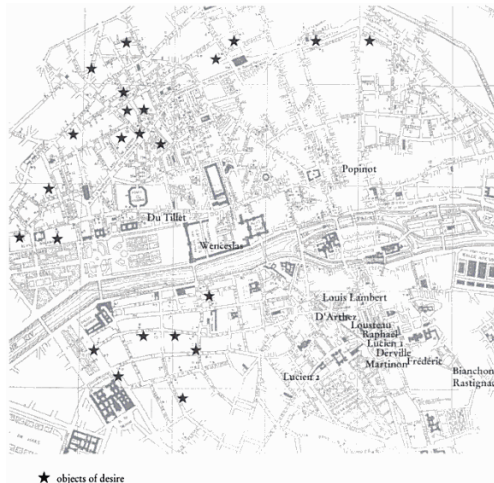 Popinot
Du Tillet
Wenceslas
Louis Lambert
D'Arthez
Lousteau
Raphael
Lucien 1
Derville
Martinon
Frédéric
Lucien 2
Bianchon
Rastignac
objects of desire